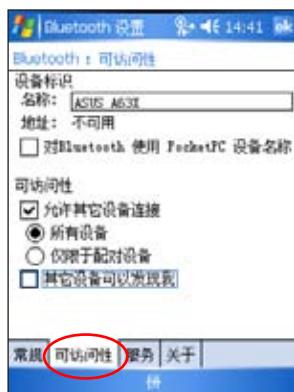 Bluetooth 设置 14:41 ok
Bluetooth : 可访问性
设备标识
名称: ASUS A63X
地址: 不可用
对Bluetooth 使用 PocketPC 设备名称
可访问性
允许其它设备连接
所有设备
仅限于配对设备
其它设备可以发现我
常规 可访问性 服务 关于
拼